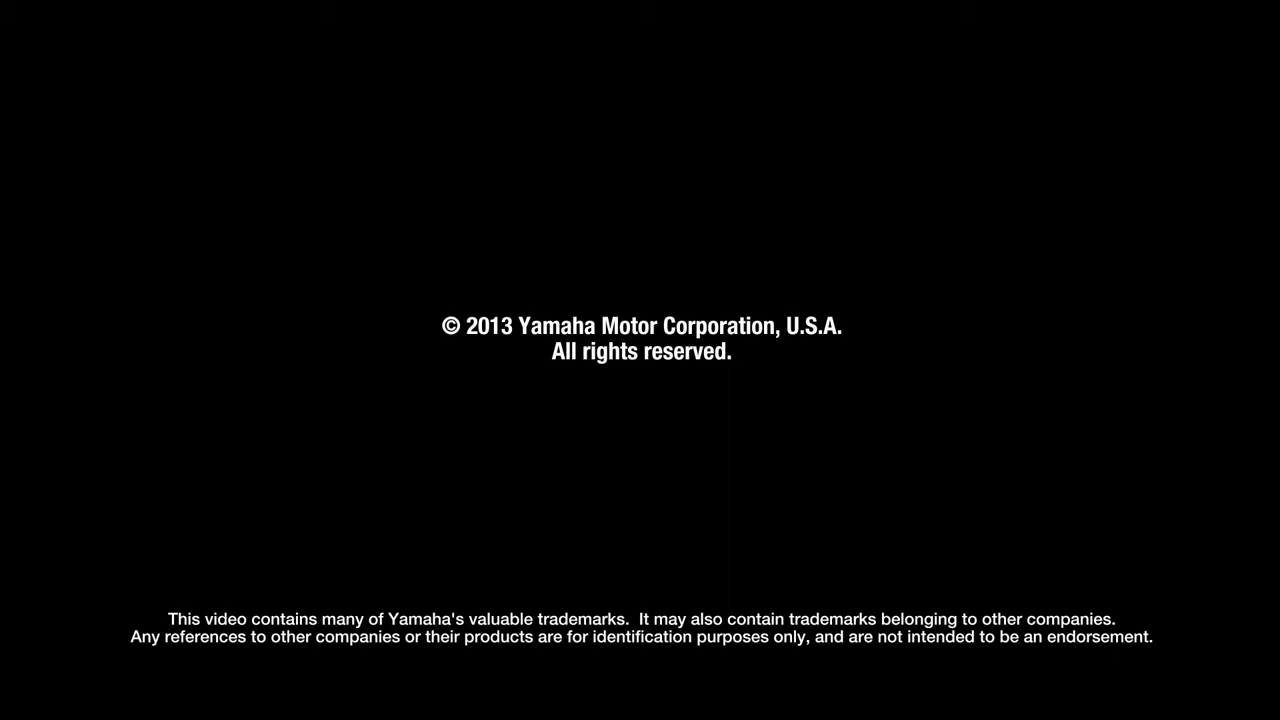 © 2013 Yamaha Motor Corporation, U.S.A.
All rights reserved.
This video contains many of Yamaha's valuable trademarks.  It may also contain trademarks belonging to other companies.
Any references to other companies or their products are for identification purposes only, and are not intended to be an endorsement.